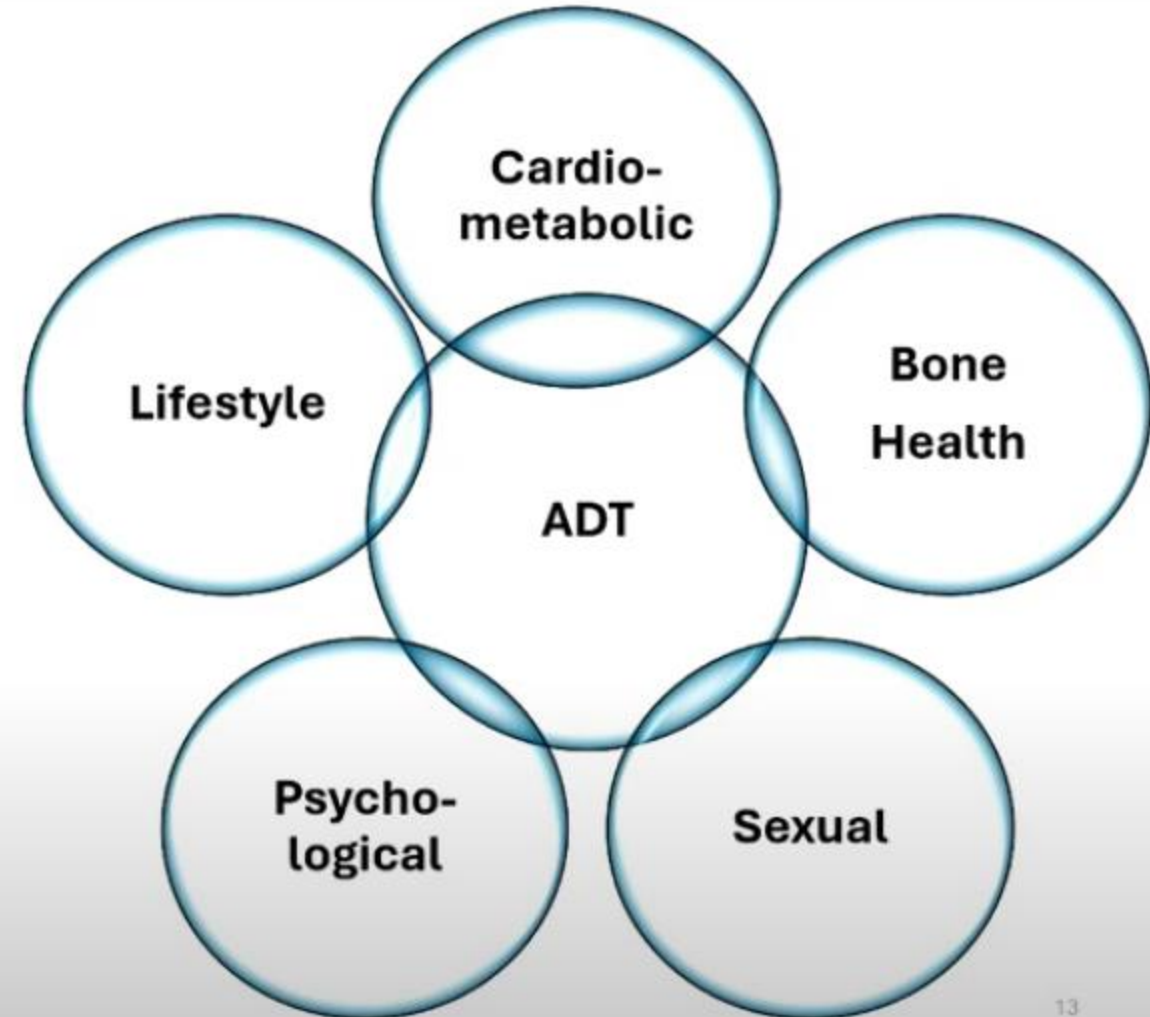 Cardio-
metabolic
Lifestyle
Bone
Health
ADT
Psycho-
logical
Sexual
13